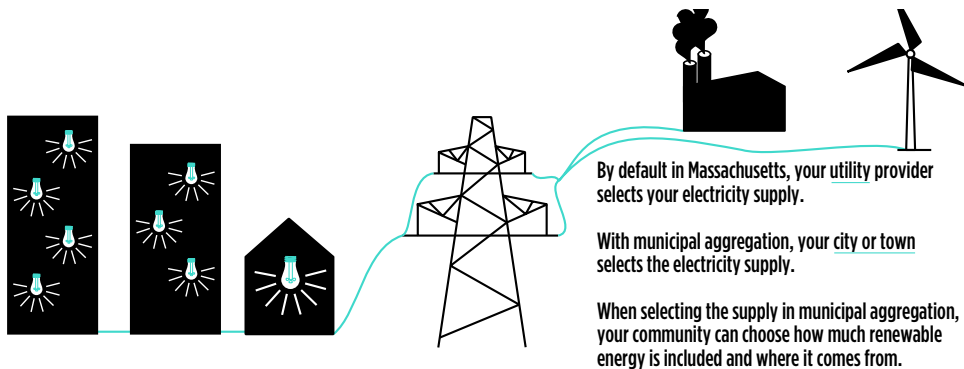 By default in Massachusetts, your utility provider
selects your electricity supply.
With municipal aggregation, your city or town
selects the electricity supply.
When selecting the supply in municipal aggregation,
your community can choose how much renewable
energy is included and where it comes from.